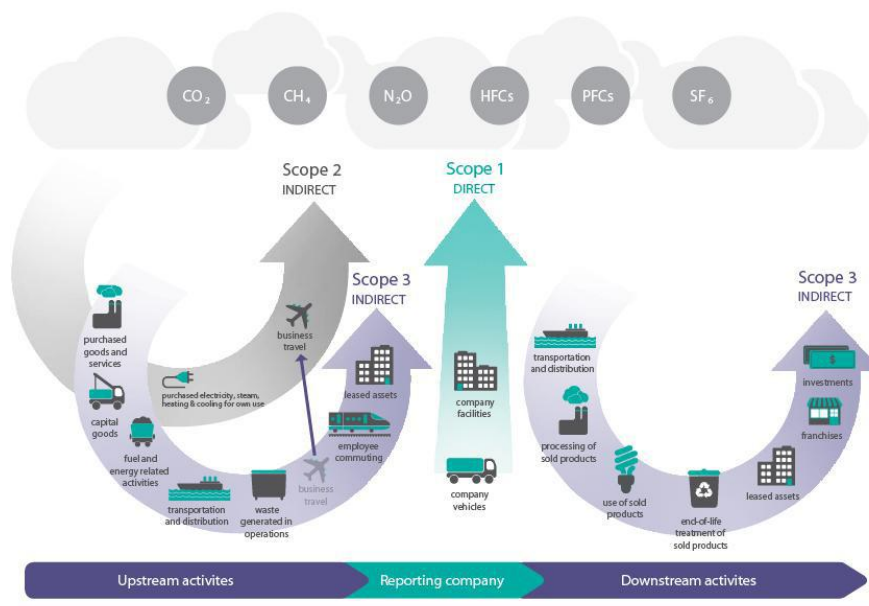 CO₂
CH₄
N₂O
HFCs
PFCs
SF₆
Scope 2
INDIRECT
Scope 1
DIRECT
Scope 3
INDIRECT
Scope 3
INDIRECT
purchased
goods and
services
capital
goods
fuel and
energy related
activities
transportation
and distribution
waste
generated in
operations
business
travel
business
travel
purchased electricity, steam,
heating & cooling for own use
employee
commuting
leased assets
company
facilities
company
vehicles
transportation
and distribution
processing of
sold products
use of sold
products
end-of-life
treatment of
sold products
leased assets
franchises
investments
$
Upstream activites
Reporting company
Downstream activites